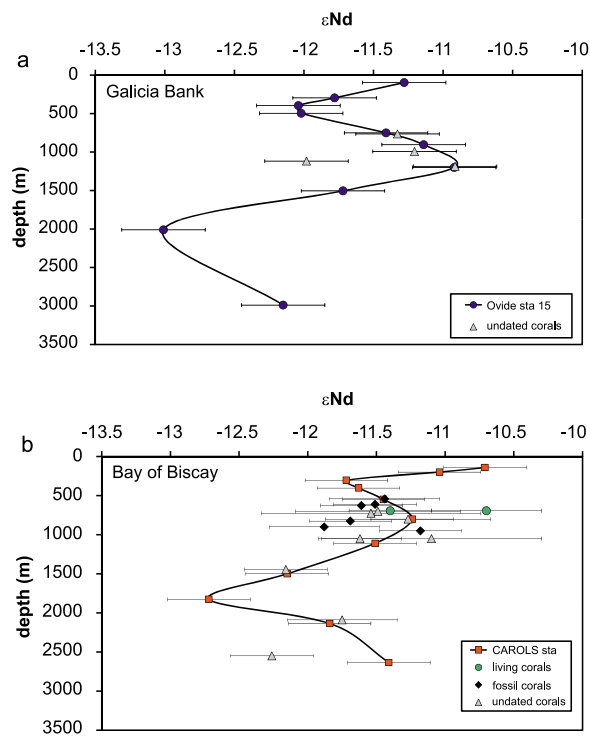 εNd
-13.5 -13 -12.5 -12 -11.5 -11 -10.5 -10
a
Galicia Bank
0
500
1000
1500
2000
2500
3000
3500
depth (m)
Ovide sta 15
undated corals
εNd
-13.5 -13 -12.5 -12 -11.5 -11 -10.5 -10
b
Bay of Biscay
0
500
1000
1500
2000
2500
3000
3500
depth (m)
CAROLS sta
living corals
fossil corals
undated corals